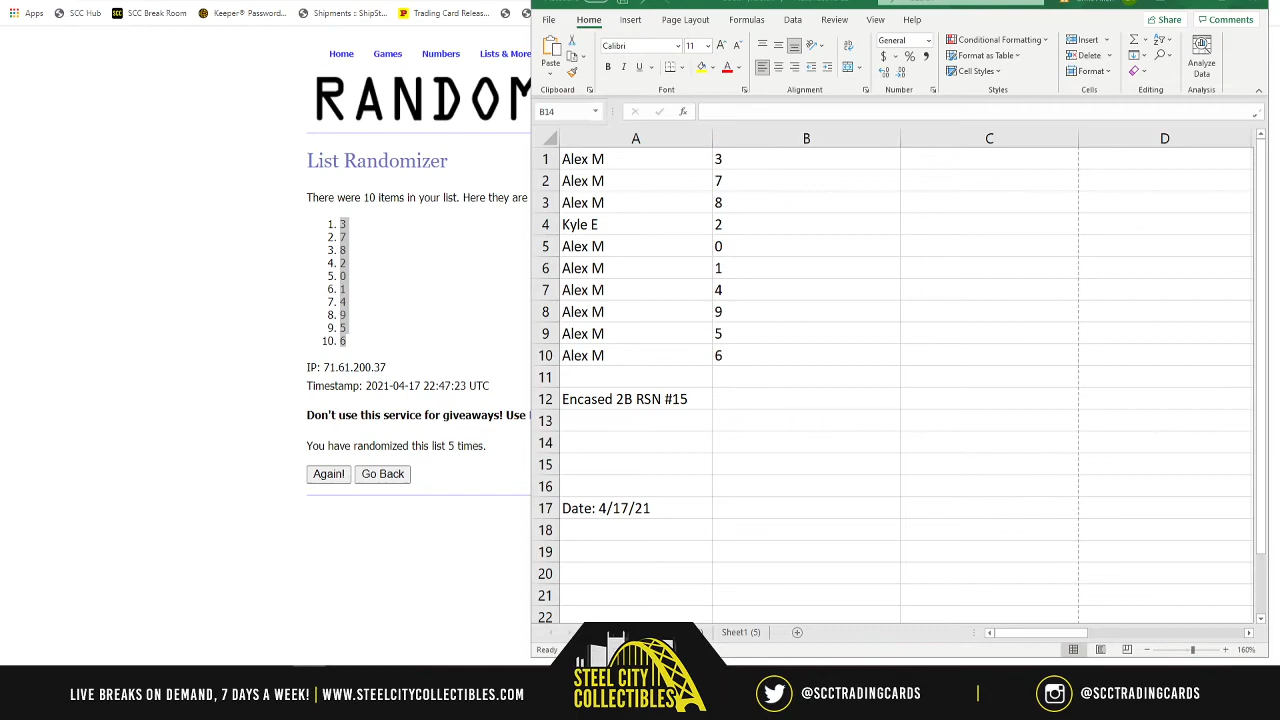 Apps SCC Hub SCC Break Room Keeper® Password... Shipments : ShipSt... Trading Card Releas...
Home Games Numbers Lists & More
RANDOM
List Randomizer
There were 10 items in your list. Here they are
1. 3
2. 7
3. 8
4. 2
5. 0
6. 1
7. 4
8. 9
9. 5
10. 6
IP: 71.61.200.37
Timestamp: 2021-04-17 22:47:23 UTC
Don't use this service for giveaways! Use
You have randomized this list 5 times.
Again! Go Back
File Home Insert Page Layout Formulas Data Review View Help Share Comments
Paste
Calibri 11
B I U
General
$ % 9
Conditional Formatting
Format as Table
Cell Styles
Insert
Delete
Format
Analyze
Data
Clipboard Font Alignment Number Styles Cells Editing Analysis
B14 fx
A B C D
1 Alex M 3
2 Alex M 7
3 Alex M 8
4 Kyle E 2
5 Alex M 0
6 Alex M 1
7 Alex M 4
8 Alex M 9
9 Alex M 5
10 Alex M 6
11
12 Encased 2B RSN #15
13
14
15
16
17 Date: 4/17/21
18
19
20
21
22
Sheet1 (5)
Ready 160%
LIVE BREAKS ON DEMAND, 7 DAYS A WEEK! | WWW.STEELCITYCOLLECTIBLES.COM
STEEL CITY
COLLECTIBLES
@SCCTRADINGCARDS | @SCCTRADINGCARDS